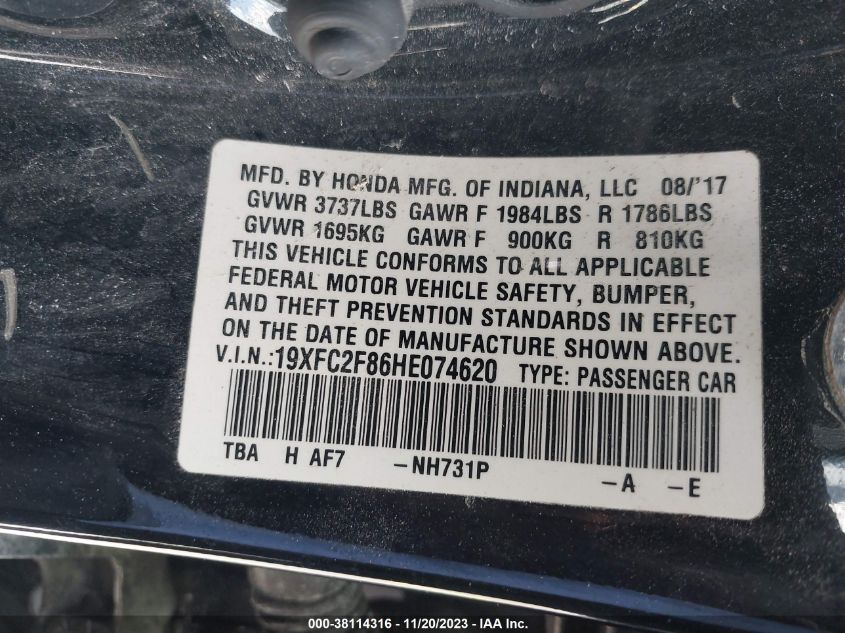 MFD. BY HONDA MFG. OF INDIANA, LLC 08/'17
GVWR 3737LBS GAWR F 1984LBS R 1786LBS
GVWR 1695KG GAWR F 900KG R 810KG
THIS VEHICLE CONFORMS TO ALL APPLICABLE
FEDERAL MOTOR VEHICLE SAFETY, BUMPER,
AND THEFT PREVENTION STANDARDS IN EFFECT
ON THE DATE OF MANUFACTURE SHOWN ABOVE.
V.I.N.:19XFC2F86HE074620 TYPE: PASSENGER CAR
TBA H AF7 -NH731P -A -E
000-38114316 - 11/20/2023 - COPART.COM